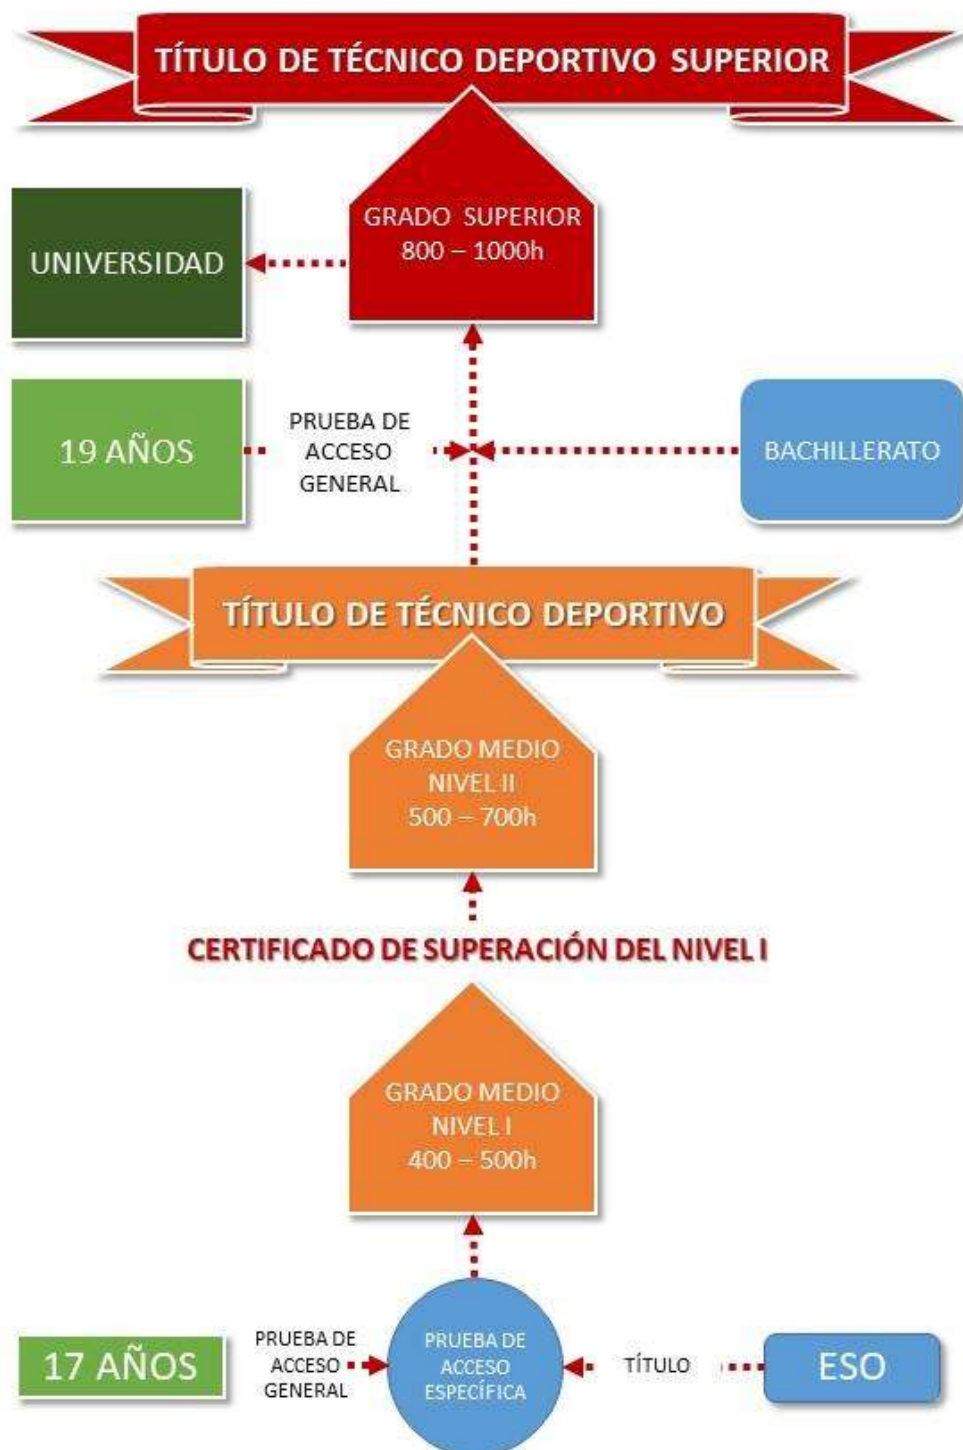 TÍTULO DE TÉCNICO DEPORTIVO SUPERIOR
GRADO SUPERIOR
800 – 1000h
UNIVERSIDAD
19 AÑOS
PRUEBA DE
ACCESO
GENERAL
BACHILLERATO
TÍTULO DE TÉCNICO DEPORTIVO
GRADO MEDIO
NIVEL II
500 – 700h
CERTIFICADO DE SUPERACIÓN DEL NIVEL I
GRADO MEDIO
NIVEL I
400 – 500h
17 AÑOS
PRUEBA DE
ACCESO
GENERAL
PRUEBA DE
ACCESO
ESPECÍFICA
TÍTULO
ESO